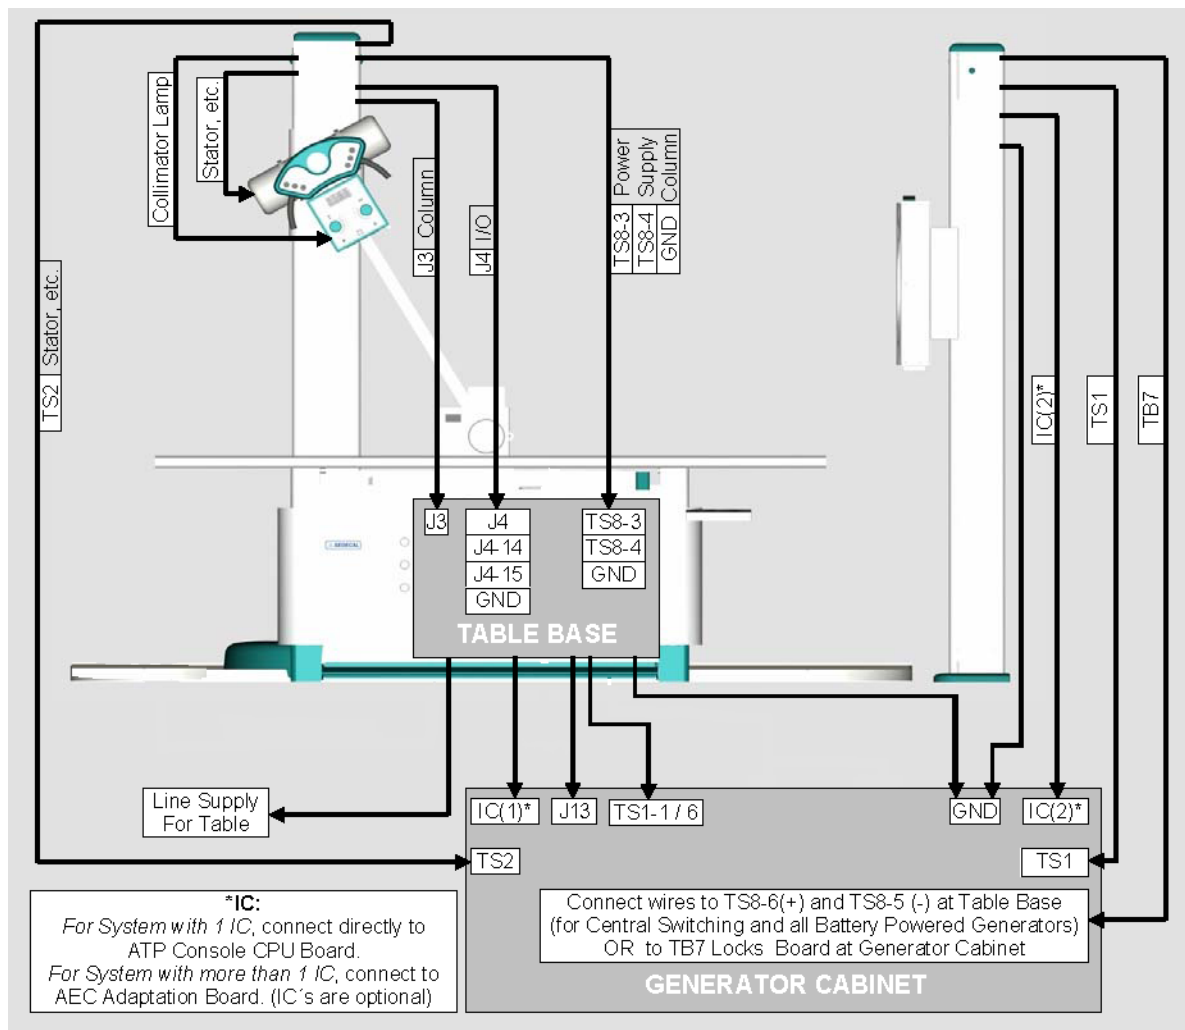 Collimator Lamp
Stator, etc.
TS2 Stator, etc.
J3 Column
J4 I/O
TS8-3 Power
TS8-4 Supply
GND Column
IC(2)*
TS1
TB7
J3
J4
J4-14
J4-15
GND
TS8-3
TS8-4
GND
TABLE BASE
Line Supply
For Table
IC(1)*
J13
TS1-1 / 6
GND
IC(2)*
TS2
TS1
*IC:
For System with 1 IC, connect directly to
ATP Console CPU Board.
For System with more than 1 IC, connect to
AEC Adaptation Board. (IC´s are optional)
Connect wires to TS8-6(+) and TS8-5 (-) at Table Base
(for Central Switching and all Battery Powered Generators)
OR to TB7 Locks Board at Generator Cabinet
GENERATOR CABINET